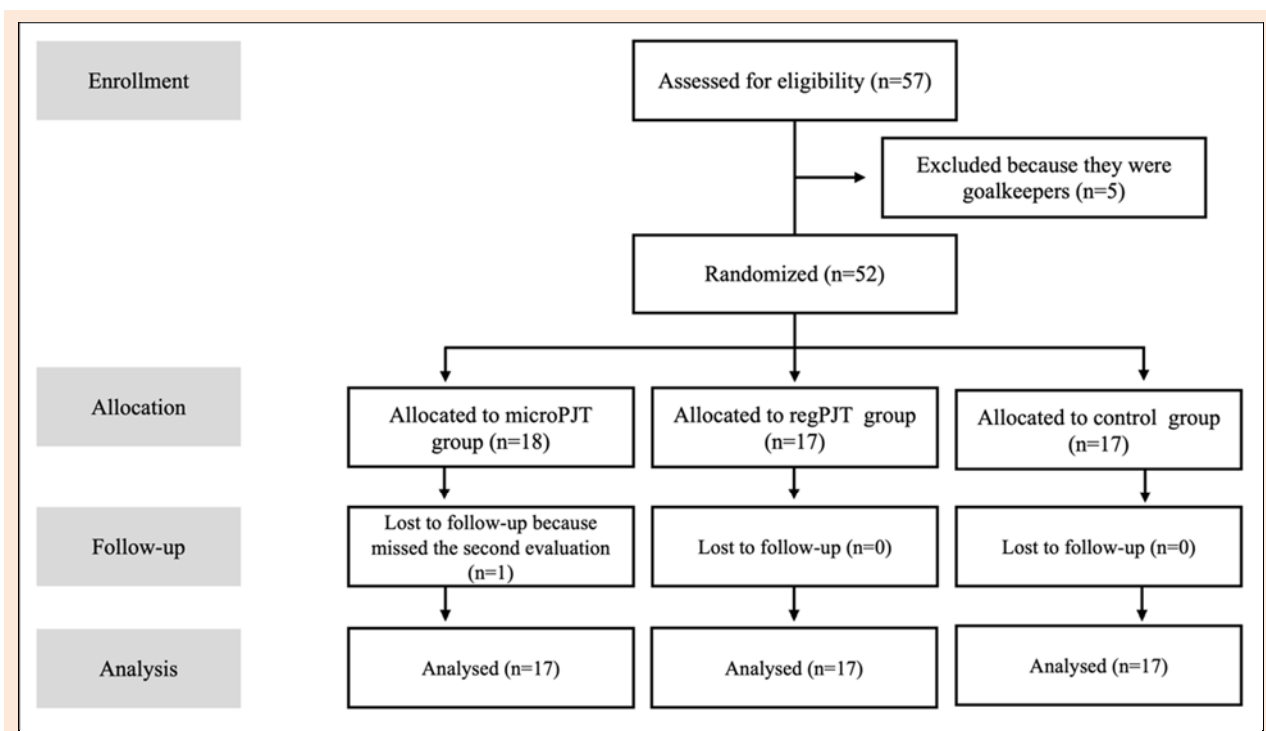 Enrollment
Assessed for eligibility (n=57)
Excluded because they were
goalkeepers (n=5)
Randomized (n=52)
Allocation
Allocated to microPJT
group (n=18)
Allocated to regPJT group
(n=17)
Allocated to control group
(n=17)
Follow-up
Lost to follow-up because
missed the second evaluation
(n=1)
Lost to follow-up (n=0)
Lost to follow-up (n=0)
Analysis
Analysed (n=17)
Analysed (n=17)
Analysed (n=17)